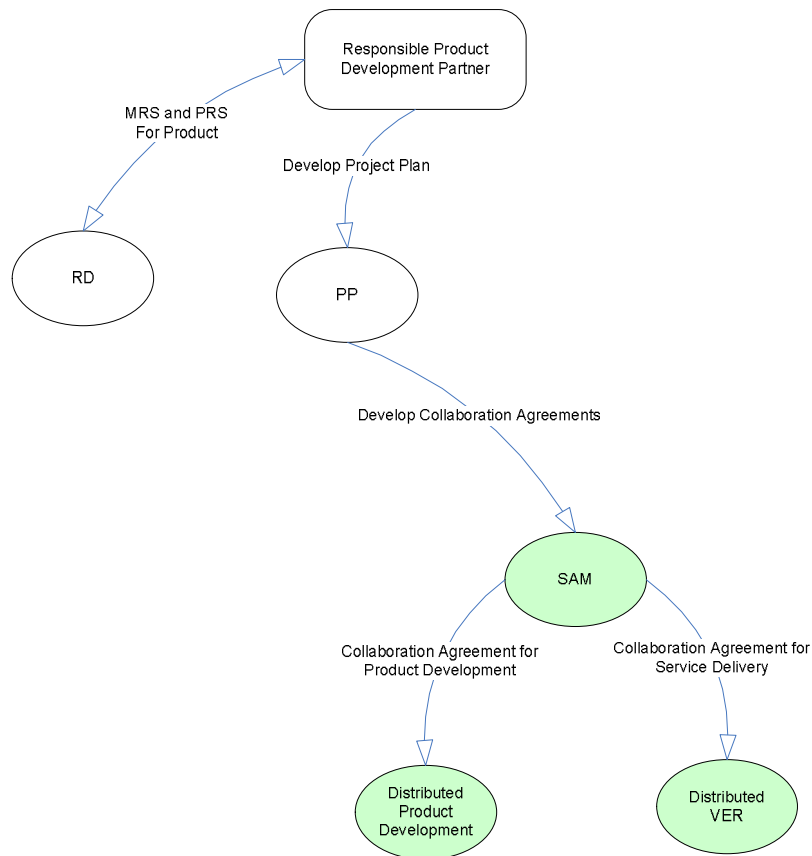 Responsible Product
Development Partner
MRS and PRS
For Product
Develop Project Plan
RD
PP
Develop Collaboration Agreements
SAM
Collaboration Agreement for
Product Development
Collaboration Agreement for
Service Delivery
Distributed
Product
Development
Distributed
VER